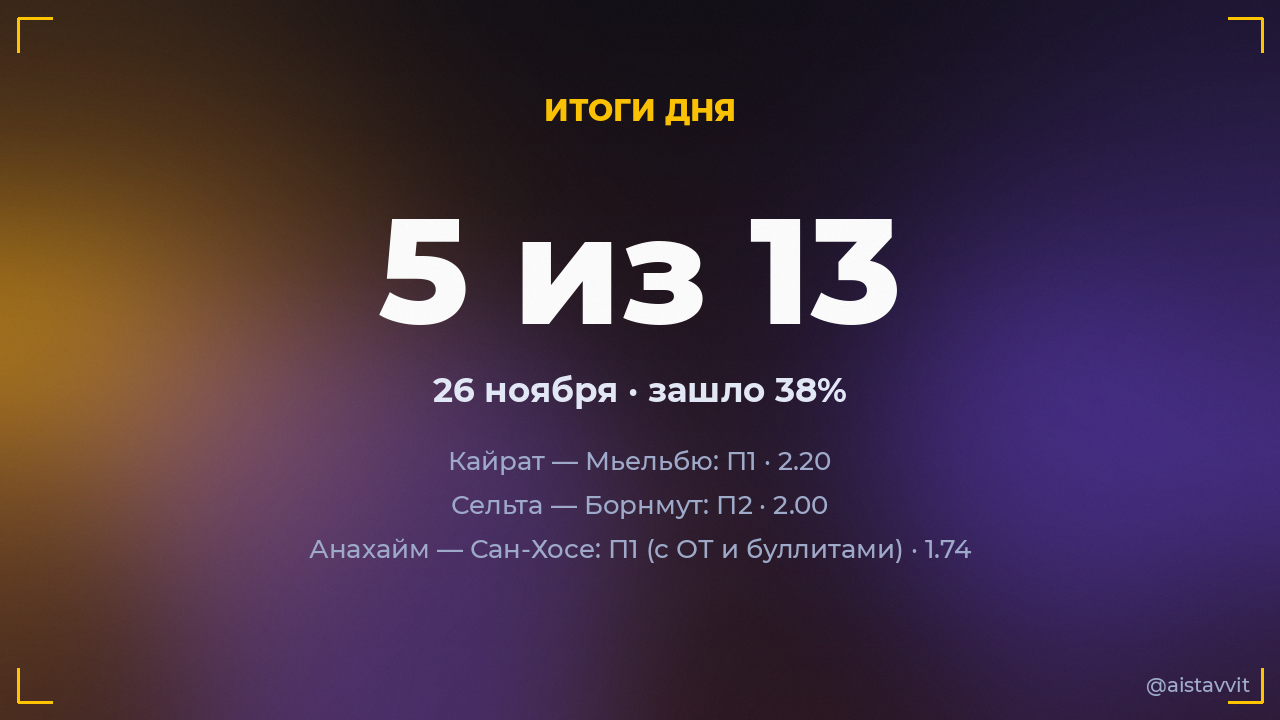 ИТОГИ ДНЯ
5 из 13
26 ноября · зашло 38%
Кайрат — Мьельбю: П1 · 2.20
Сельта — Борнмут: П2 · 2.00
Анахайм — Сан-Хосе: П1 (с ОТ и буллитами) · 1.74
@aistavvit